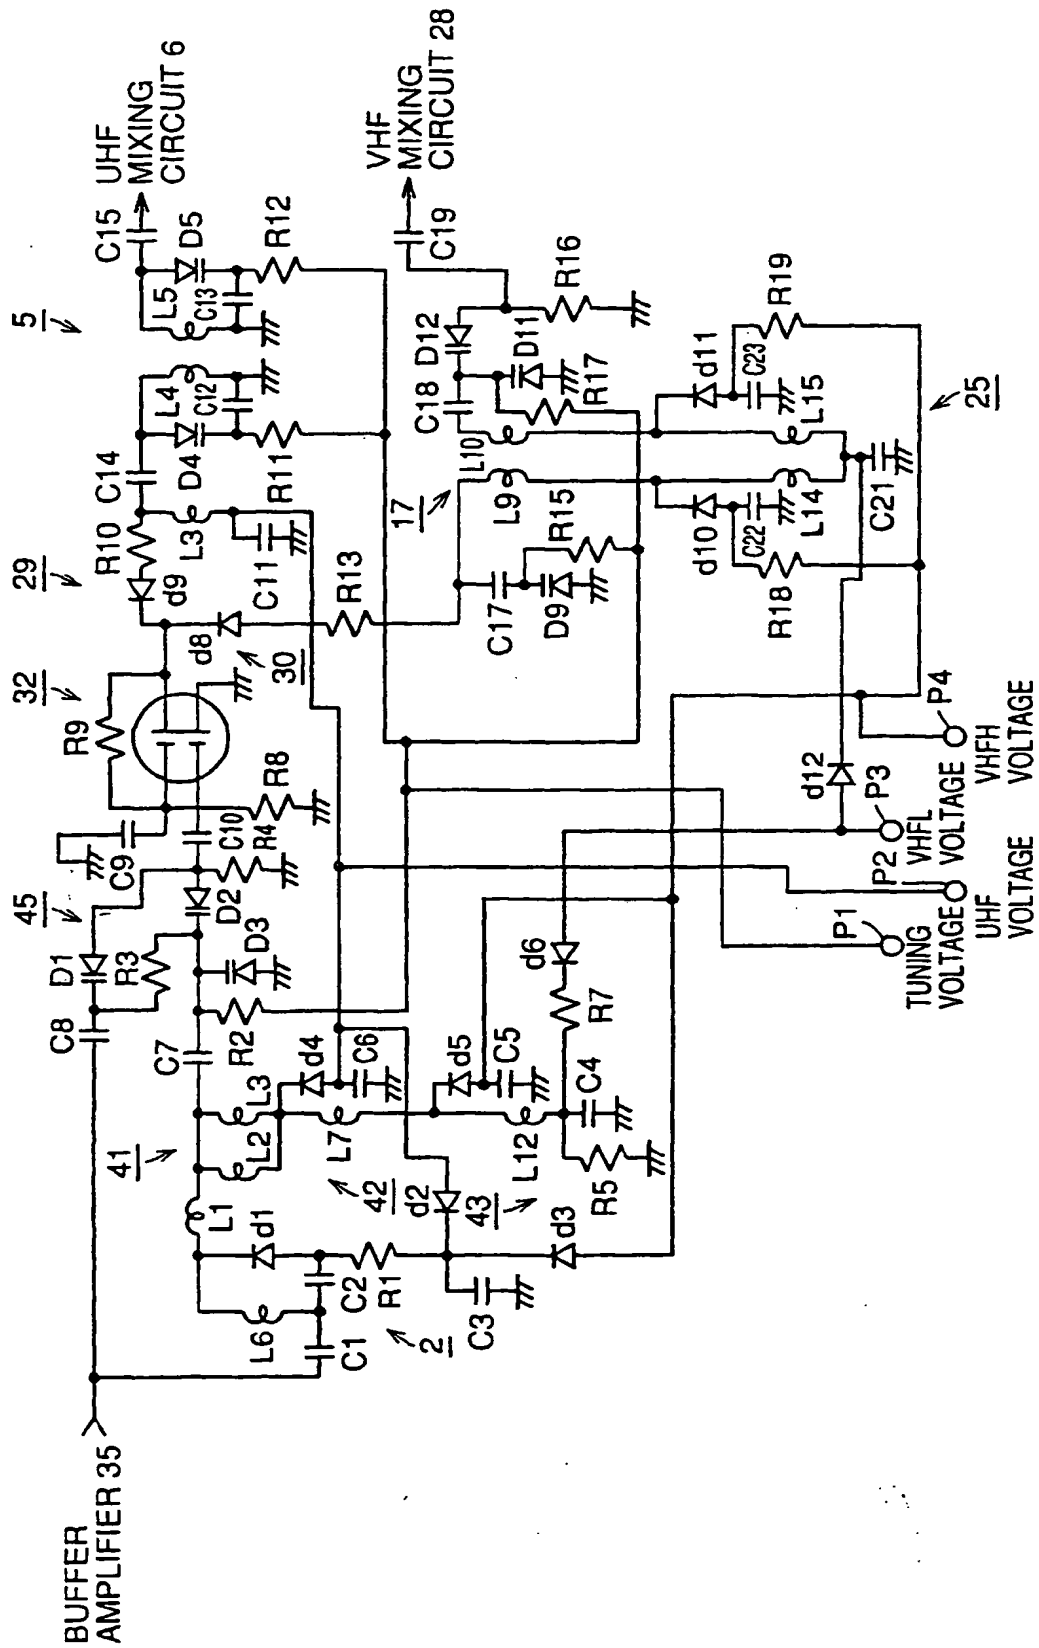 BUFFER
AMPLIFIER 35
C8
D1
45
R3
C9
R9
32
29
d9
R10
C14
5
C15
UHF
MIXING
CIRCUIT 6
D5
L5
C13
R12
L4
C12
D4
R11
L3
C11
d8
30
R13
R8
C10
R4
D2
D3
R2
C7
41
L1
L2
L3
d1
L6
C1
C2
R1
2
C3
d2
42
L7
d4
C6
d5
C5
43
L12
d3
R5
C4
R7
d6
17
L9
L10
C18
D12
C19
VHF
MIXING
CIRCUIT 28
R16
D11
R17
R15
C17
D9
d10
C22
R18
L14
d11
C23
R19
L15
C21
25
d12
P1
TUNING
VOLTAGE
P2
UHF
VOLTAGE
P3
VHFL
VOLTAGE
P4
VHFH
VOLTAGE